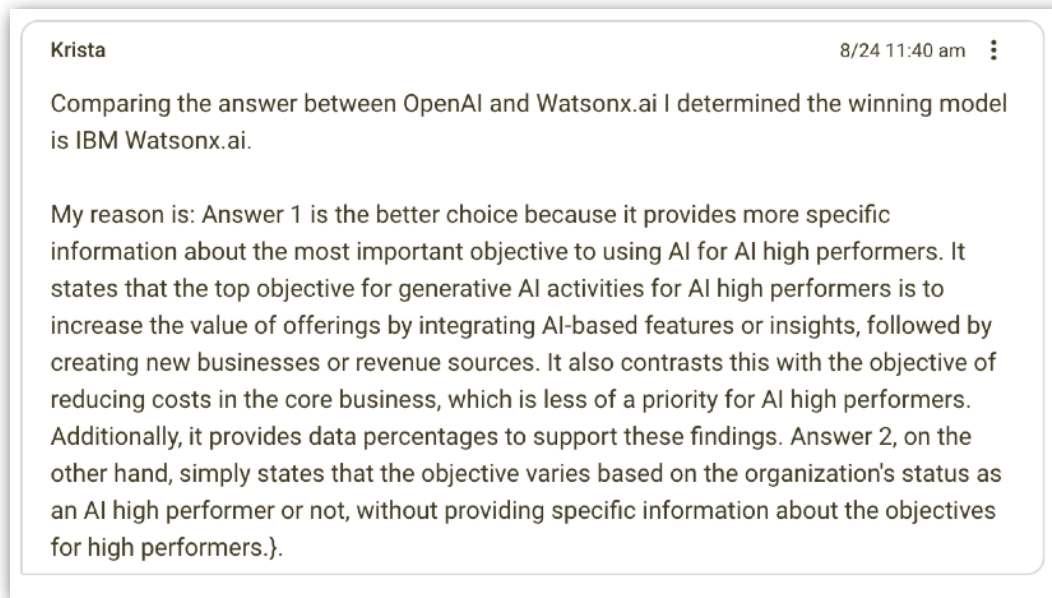 Krista
8/24 11:40 am
Comparing the answer between OpenAI and Watsonx.ai I determined the winning model
is IBM Watsonx.ai.
My reason is: Answer 1 is the better choice because it provides more specific
information about the most important objective to using AI for AI high performers. It
states that the top objective for generative AI activities for AI high performers is to
increase the value of offerings by integrating AI-based features or insights, followed by
creating new businesses or revenue sources. It also contrasts this with the objective of
reducing costs in the core business, which is less of a priority for AI high performers.
Additionally, it provides data percentages to support these findings. Answer 2, on the
other hand, simply states that the objective varies based on the organization's status as
an AI high performer or not, without providing specific information about the objectives
for high performers.}.